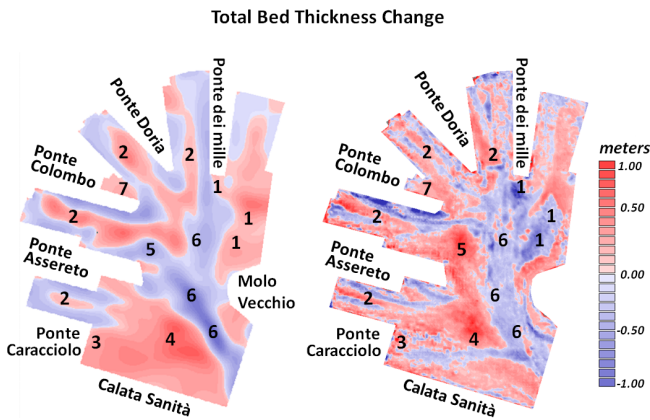 Total Bed Thickness Change
Ponte dei mille
Ponte Doria
Ponte
Colombo
Ponte
Assereto
Ponte
Caracciolo
Calata Sanità
Molo
Vecchio
2
2
7
1
2
1
1
5
6
2
6
6
3
4
Ponte dei mille
Ponte Doria
Ponte
Colombo
Ponte
Assereto
Ponte
Caracciolo
Calata Sanità
2
2
7
1
2
1
1
5
6
2
6
6
3
4
meters
1.00
0.50
0.00
-0.50
-1.00